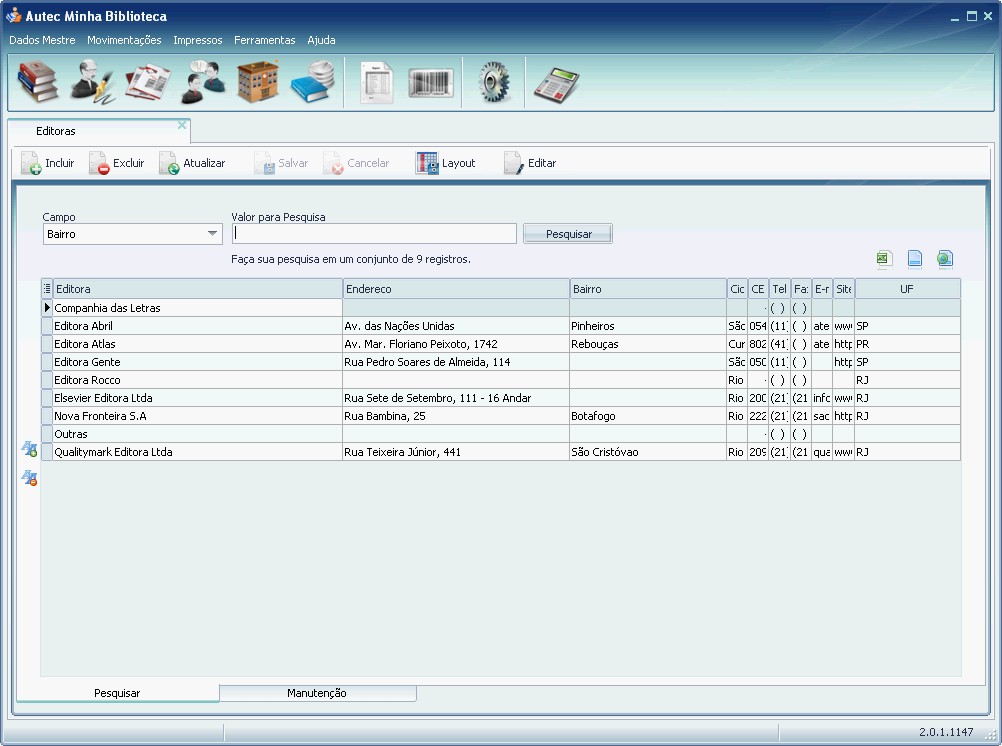 Autec Minha Biblioteca
Dados Mestre Movimentações Impressos Ferramentas Ajuda
Editoras
Incluir Excluir Atualizar Salvar Cancelar Layout Editar
Campo Valor para Pesquisa
Bairro Pesquisar
Faça sua pesquisa em um conjunto de 9 registros.
Editora Endereco Bairro Cic CE Tel Fa: E-r Site UF
Companhia das Letras - ( ) ( )
Editora Abril Av. das Nações Unidas Pinheiros São 054 (11) ( ) ate www SP
Editora Atlas Av. Mar. Floriano Peixoto, 1742 Rebouças Cur 802 (41) ( ) ate http PR
Editora Gente Rua Pedro Soares de Almeida, 114 São 050 (11) ( ) http SP
Editora Rocco Rio - ( ) ( ) RJ
Elsevier Editora Ltda Rua Sete de Setembro, 111 - 16 Andar Rio 200 (21) (21 info www RJ
Nova Fronteira S.A Rua Bambina, 25 Botafogo Rio 222 (21) (21 sac http RJ
Outras - ( ) ( )
Qualitymark Editora Ltda Rua Teixeira Júnior, 441 São Cristóvao Rio 209 (21) (21 qua www RJ
Pesquisar Manutenção
2.0.1.1147